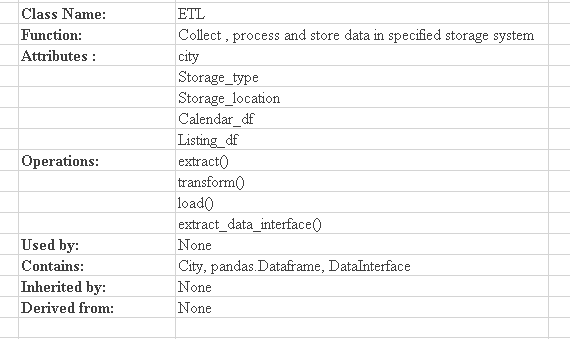 Class Name: ETL
Function: Collect , process and store data in specified storage system
Attributes : city
Storage_type
Storage_location
Calendar_df
Listing_df
Operations: extract()
transform()
load()
extract_data_interface()
Used by: None
Contains: City, pandas.Dataframe, DataInterface
Inherited by: None
Derived from: None